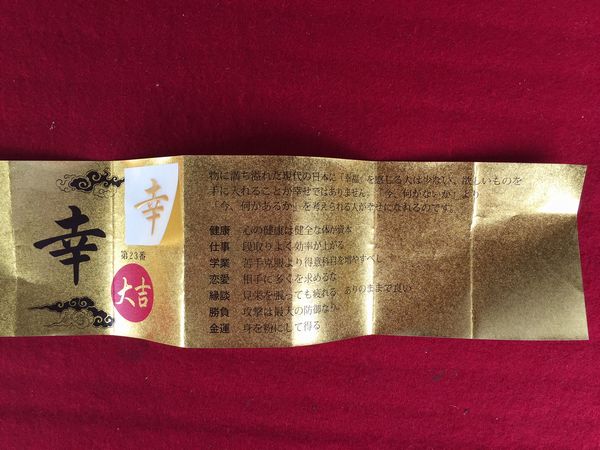 幸
幸
第23番
大吉
物に満ち溢れた現代の日本に「幸福」を感じる人は少ない。欲しいものを
手に入れることが幸せではありません。「今、何がないか」より
「今、何があるか」を考えられる人が幸せになれるのです。
健康 心の健康は健全な体が資本
仕事 段取りよく効率が上がる
学業 苦手克服より得意科目を増やすべし
恋愛 相手に多くを求めるな
縁談 見栄を張っても疲れる ありのままで良い
勝負 攻撃は最大の防御なり
金運 身を粉にして得る